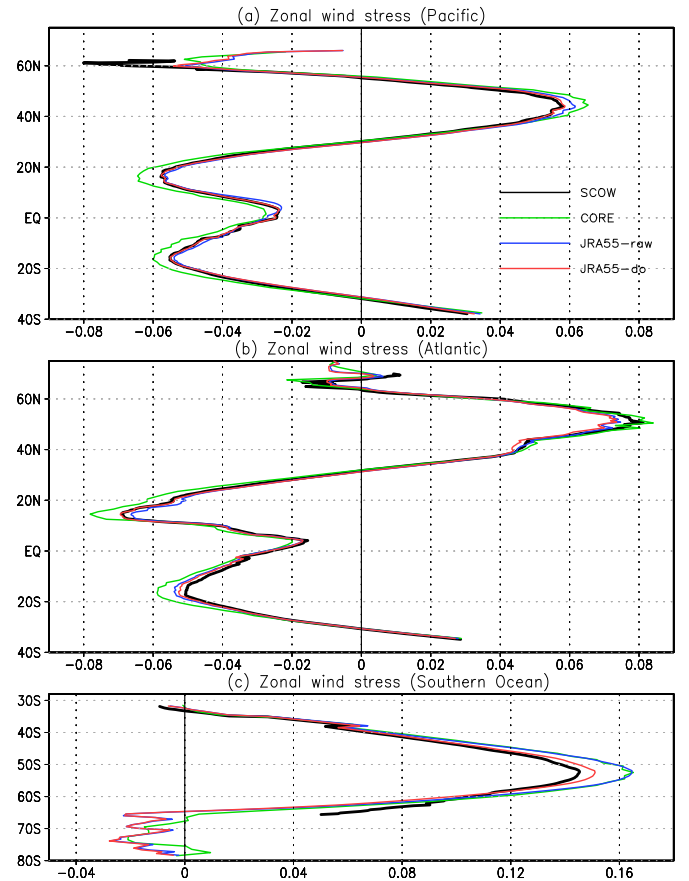 (a) Zonal wind stress (Pacific)
60N
40N
20N
EQ
20S
40S
SCOW
CORE
JRA55-raw
JRA55-do
-0.08 -0.06 -0.04 -0.02 0 0.02 0.04 0.06 0.08
(b) Zonal wind stress (Atlantic)
60N
40N
20N
EQ
20S
40S
-0.08 -0.06 -0.04 -0.02 0 0.02 0.04 0.06 0.08
(c) Zonal wind stress (Southern Ocean)
30S
40S
50S
60S
70S
80S
-0.04 0 0.04 0.08 0.12 0.16